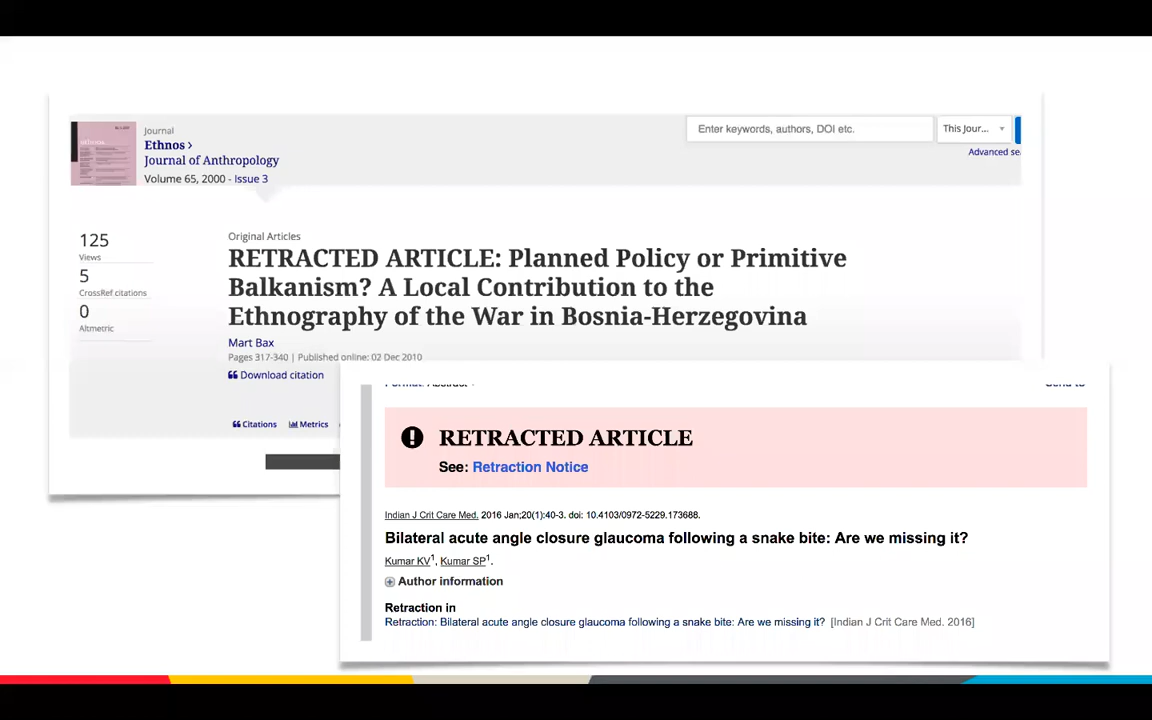 Journal
Ethnos ›
Journal of Anthropology
Volume 65, 2000 - Issue 3
Enter keywords, authors, DOI etc.
This Jour...
Advanced se
125
Views
5
CrossRef citations
0
Altmetric
Original Articles
RETRACTED ARTICLE: Planned Policy or Primitive
Balkanism? A Local Contribution to the
Ethnography of the War in Bosnia-Herzegovina
Mart Bax
Pages 317-340 | Published online: 02 Dec 2010
Download citation
Citations
Metrics
RETRACTED ARTICLE
See: Retraction Notice
Indian J Crit Care Med. 2016 Jan;20(1):40-3. doi: 10.4103/0972-5229.173688.
Bilateral acute angle closure glaucoma following a snake bite: Are we missing it?
Kumar KV1, Kumar SP1.
Author information
Retraction in
Retraction: Bilateral acute angle closure glaucoma following a snake bite: Are we missing it? [Indian J Crit Care Med. 2016]